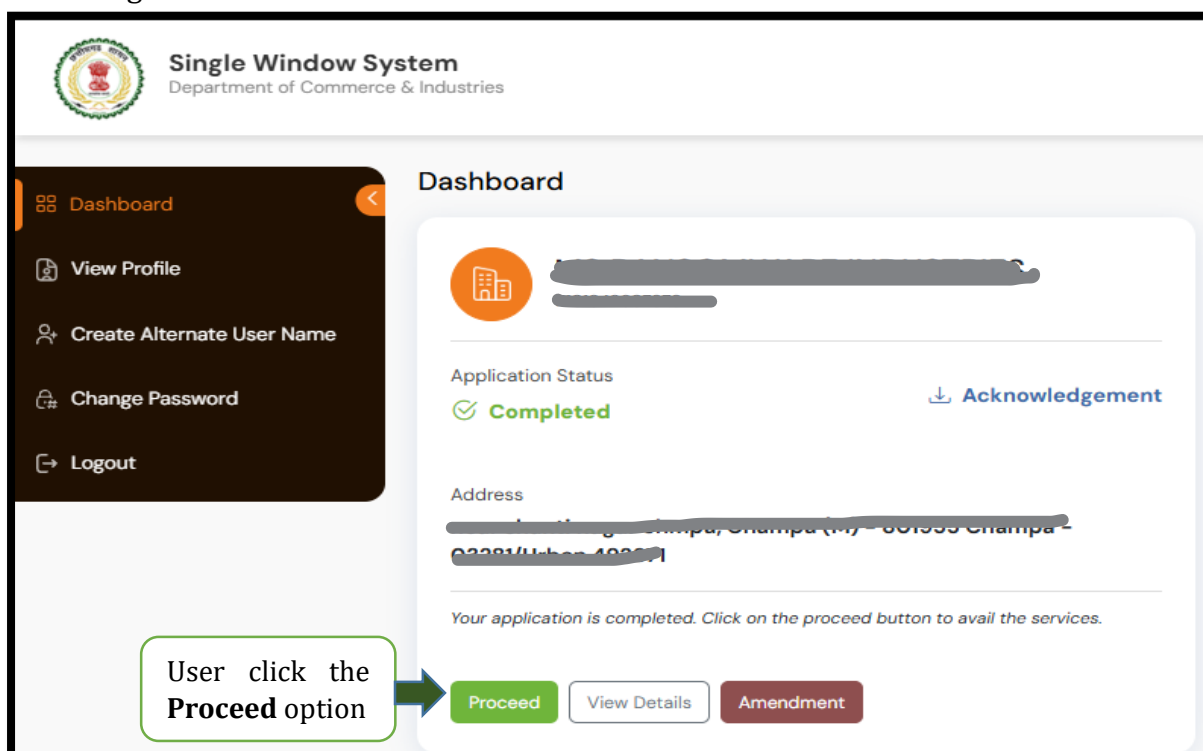 Single Window System
Department of Commerce & Industries
Dashboard
View Profile
Create Alternate User Name
Change Password
Logout
Dashboard
Application Status
Completed
Acknowledgement
Address
Your application is completed. Click on the proceed button to avail the services.
User click the
Proceed option
Proceed
View Details
Amendment